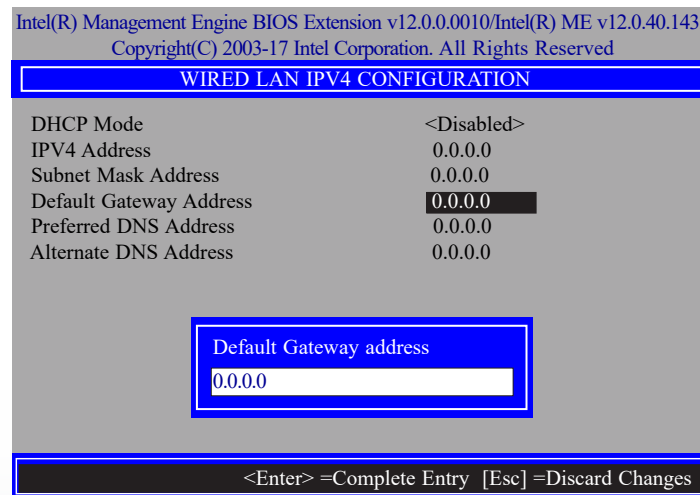 Intel(R) Management Engine BIOS Extension v12.0.0.0010/Intel(R) ME v12.0.40.143
Copyright(C) 2003-17 Intel Corporation. All Rights Reserved
WIRED LAN IPV4 CONFIGURATION
DHCP Mode <Disabled>
IPV4 Address 0.0.0.0
Subnet Mask Address 0.0.0.0
Default Gateway Address 0.0.0.0
Preferred DNS Address 0.0.0.0
Alternate DNS Address 0.0.0.0
Default Gateway address
0.0.0.0
<Enter> =Complete Entry [Esc] =Discard Changes